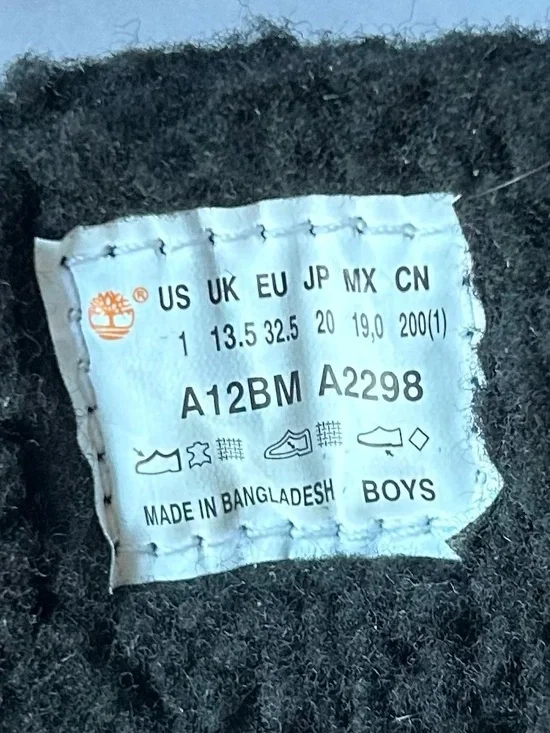 ® US UK EU JP MX CN
1 13.5 32.5 20 19,0 200(1)
A12BM A2298
MADE IN BANGLADESH BOYS